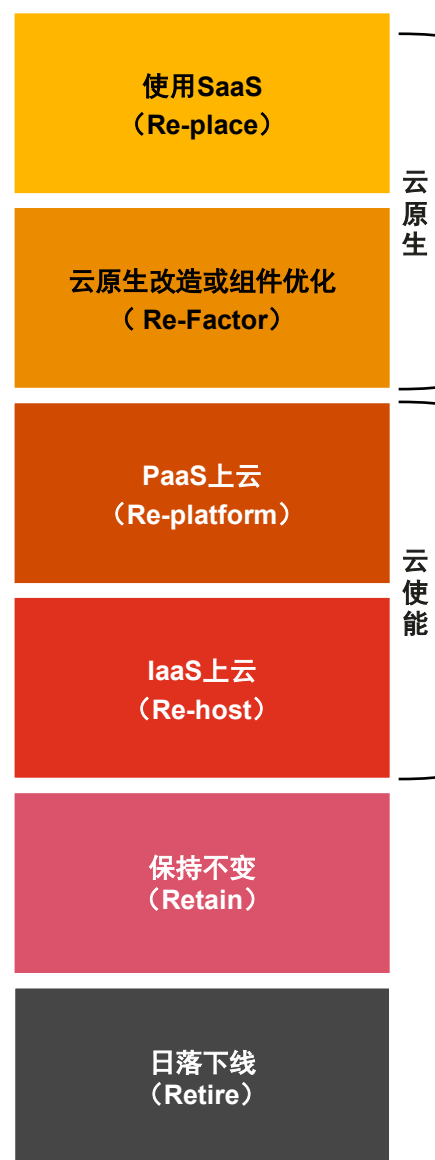 使用SaaS
（Re-place）
云原生
云原生改造或组件优化
（ Re-Factor）
PaaS上云
（Re-platform）
云使能
IaaS上云
（Re-host）
保持不变
（Retain）
日落下线
（Retire）